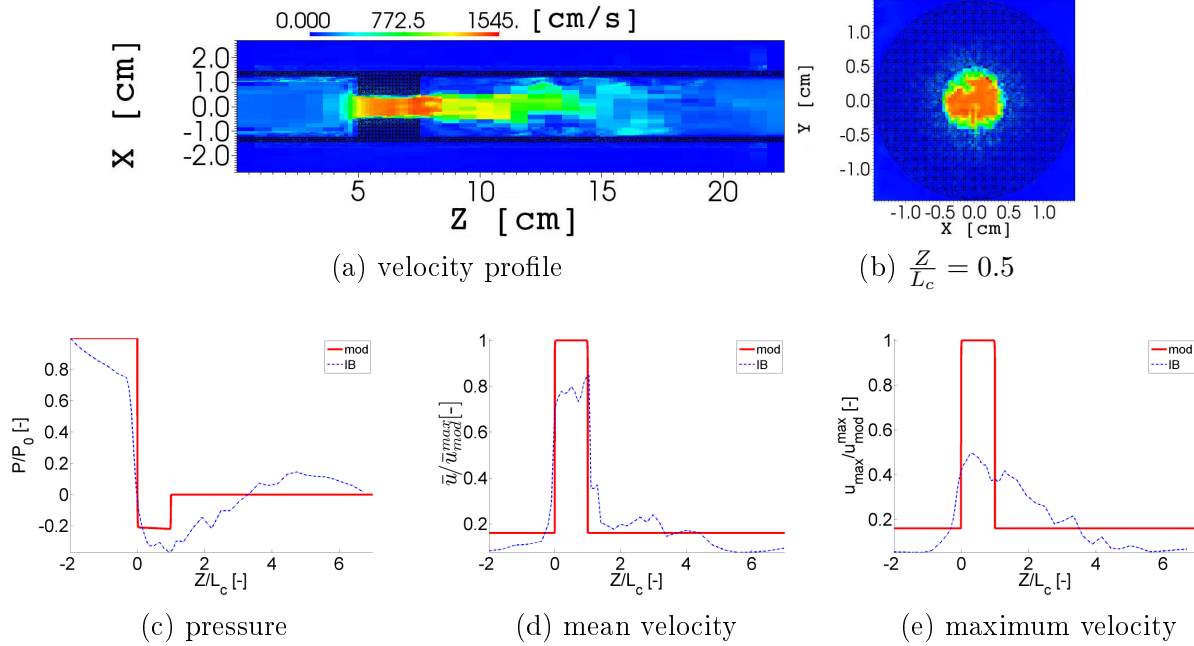 0.000 772.5 1545. [cm/s]
X [cm]
2.0
1.0
0.0
-1.0
-2.0
5 10 15 20
Z [cm]
(a) velocity profile
Y [cm]
1.0
0.5
0.0
-0.5
-1.0
-1.0 -0.5 0.0 0.5 1.0
X [cm]
(b) Z/L_c = 0.5
P/P_0 [-]
0.8
0.6
0.4
0.2
0
-0.2
-2 0 2 4 6
Z/L_c [-]
mod
IB
(c) pressure
ū/ū_mod^max [-]
1
0.8
0.6
0.4
0.2
-2 0 2 4 6
Z/L_c [-]
mod
IB
(d) mean velocity
u_max/u_mod^max [-]
1
0.8
0.6
0.4
0.2
-2 0 2 4 6
Z/L_c [-]
mod
IB
(e) maximum velocity